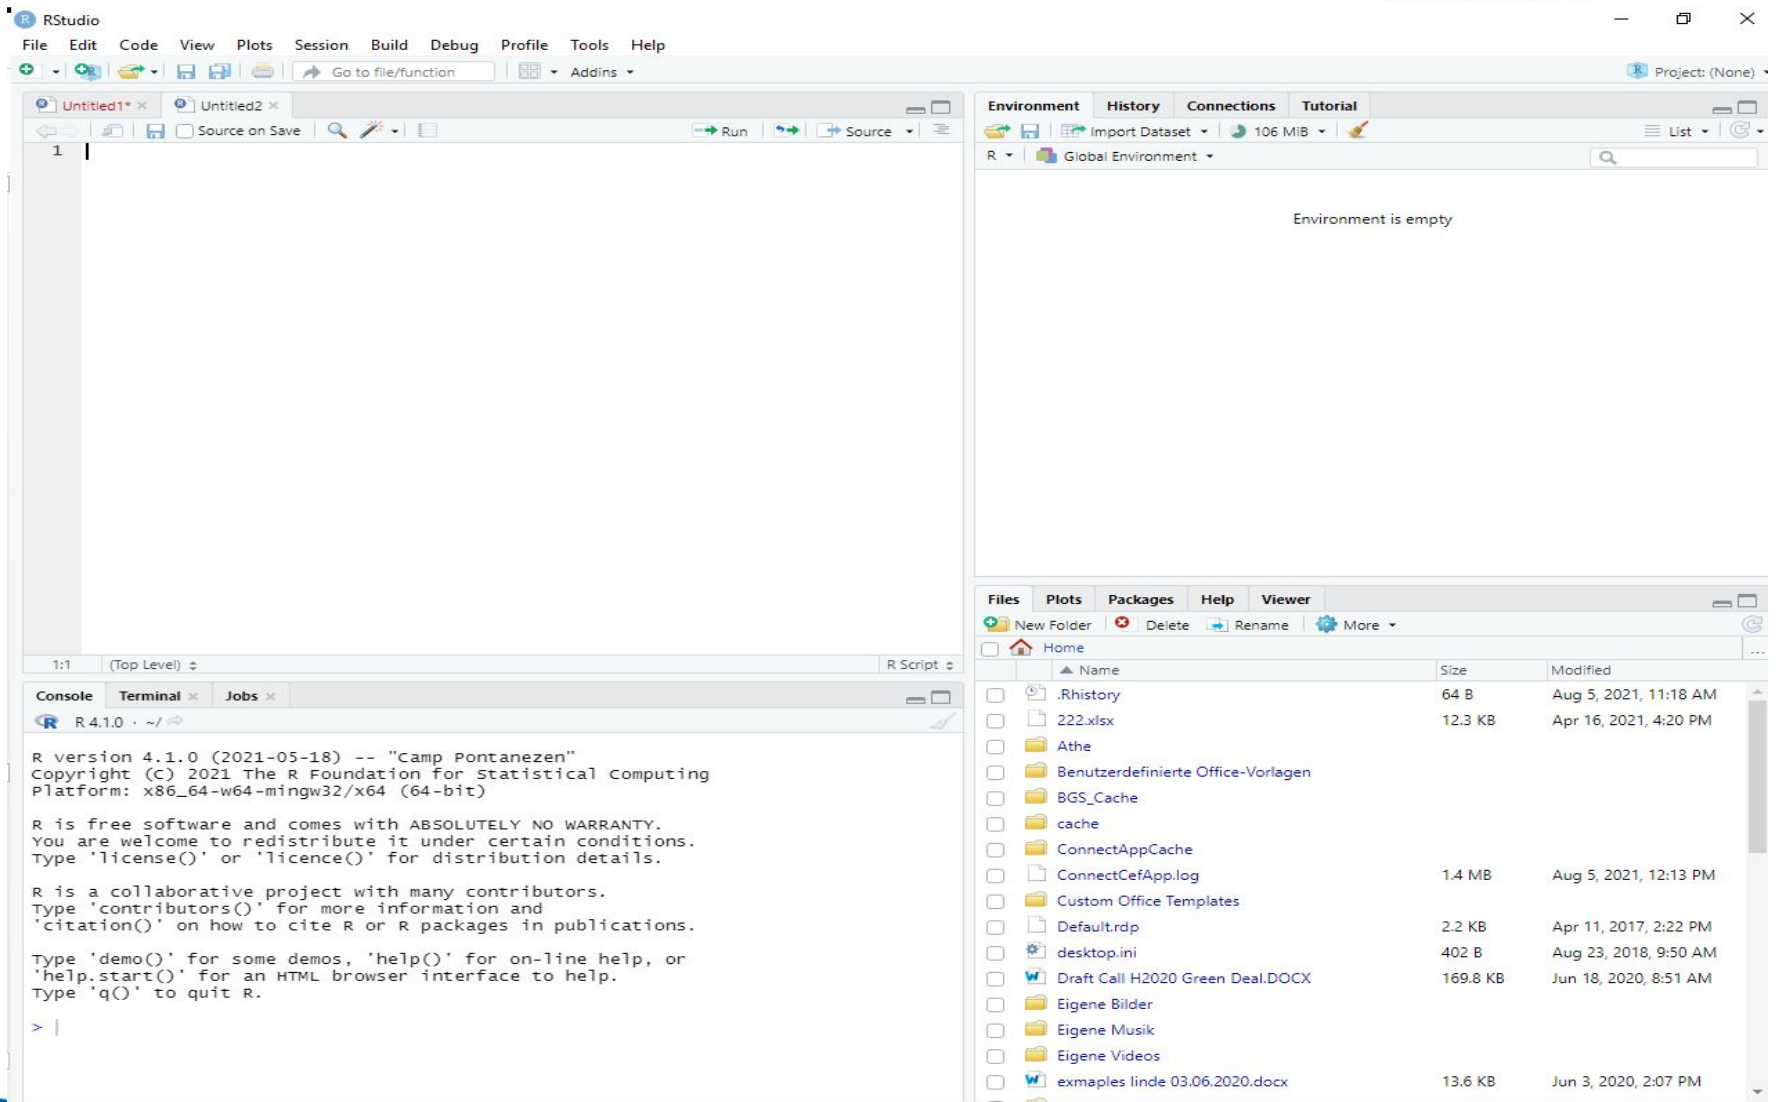 RStudio
File Edit Code View Plots Session Build Debug Profile Tools Help
Go to file/function Addins Project: (None)
Untitled1* Untitled2
Source on Save Run Source
1
1:1 (Top Level) R Script
Console Terminal Jobs
R 4.1.0 · ~/
R version 4.1.0 (2021-05-18) -- "Camp Pontanezen"
Copyright (C) 2021 The R Foundation for Statistical Computing
Platform: x86_64-w64-mingw32/x64 (64-bit)
R is free software and comes with ABSOLUTELY NO WARRANTY.
You are welcome to redistribute it under certain conditions.
Type 'license()' or 'licence()' for distribution details.
R is a collaborative project with many contributors.
Type 'contributors()' for more information and
'citation()' on how to cite R or R packages in publications.
Type 'demo()' for some demos, 'help()' for on-line help, or
'help.start()' for an HTML browser interface to help.
Type 'q()' to quit R.
>
Environment History Connections Tutorial
Import Dataset 106 MiB List
R Global Environment
Environment is empty
Files Plots Packages Help Viewer
New Folder Delete Rename More
Home ...
Name Size Modified
.Rhistory 64 B Aug 5, 2021, 11:18 AM
222.xlsx 12.3 KB Apr 16, 2021, 4:20 PM
Athe
Benutzerdefinierte Office-Vorlagen
BGS_Cache
cache
ConnectAppCache
ConnectCefApp.log 1.4 MB Aug 5, 2021, 12:13 PM
Custom Office Templates
Default.rdp 2.2 KB Apr 11, 2017, 2:22 PM
desktop.ini 402 B Aug 23, 2018, 9:50 AM
Draft Call H2020 Green Deal.DOCX 169.8 KB Jun 18, 2020, 8:51 AM
Eigene Bilder
Eigene Musik
Eigene Videos
exmaples linde 03.06.2020.docx 13.6 KB Jun 3, 2020, 2:07 PM